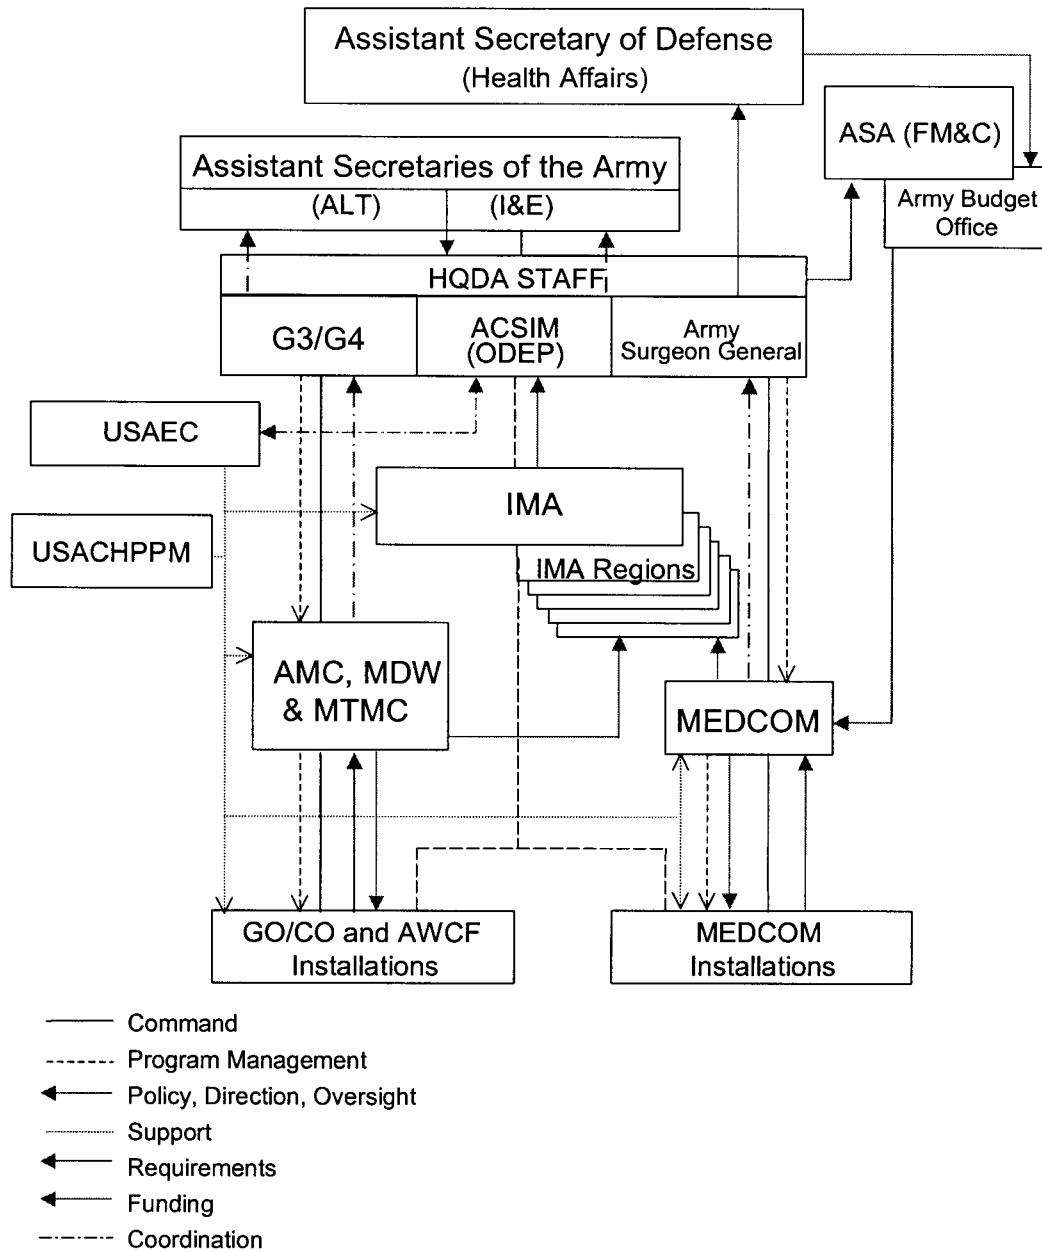 Assistant Secretary of Defense
(Health Affairs)
ASA (FM&C)
Assistant Secretaries of the Army
(ALT) (I&E)
Army Budget
Office
HQDA STAFF
G3/G4
ACSIM
(ODEP)
Army
Surgeon General
USAEC
IMA
USACHPPM
IMA Regions
AMC, MDW
& MTMC
MEDCOM
GO/CO and AWCF
Installations
MEDCOM
Installations
Command
Program Management
Policy, Direction, Oversight
Support
Requirements
Funding
Coordination